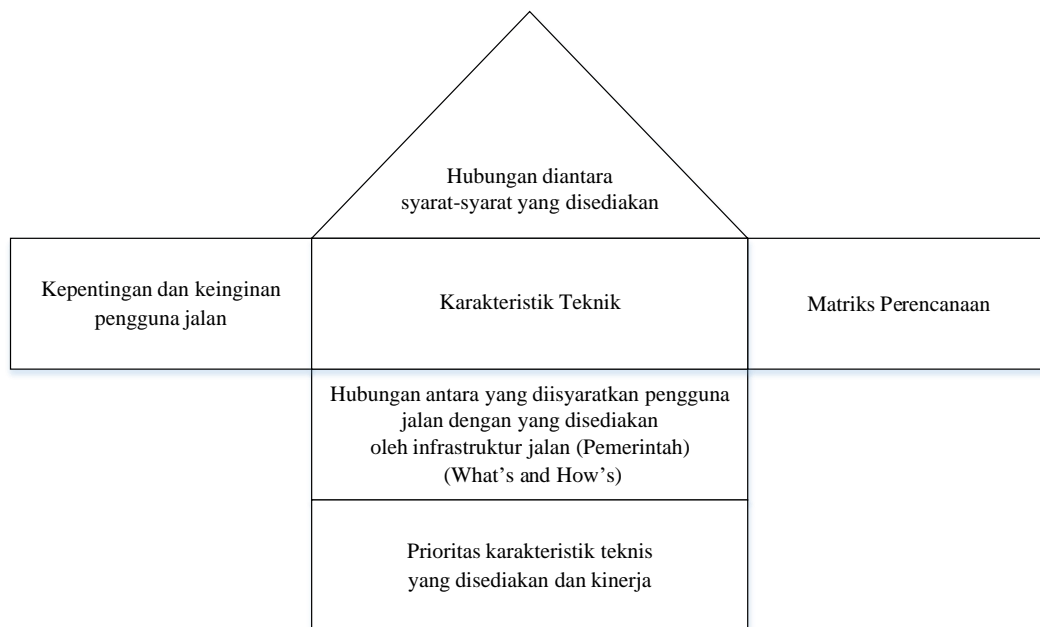 Hubungan diantara
syarat-syarat yang disediakan
Kepentingan dan keinginan
pengguna jalan
Karakteristik Teknik
Matriks Perencanaan
Hubungan antara yang diisyaratkan pengguna
jalan dengan yang disediakan
oleh infrastruktur jalan (Pemerintah)
(What’s and How’s)
Prioritas karakteristik teknis
yang disediakan dan kinerja